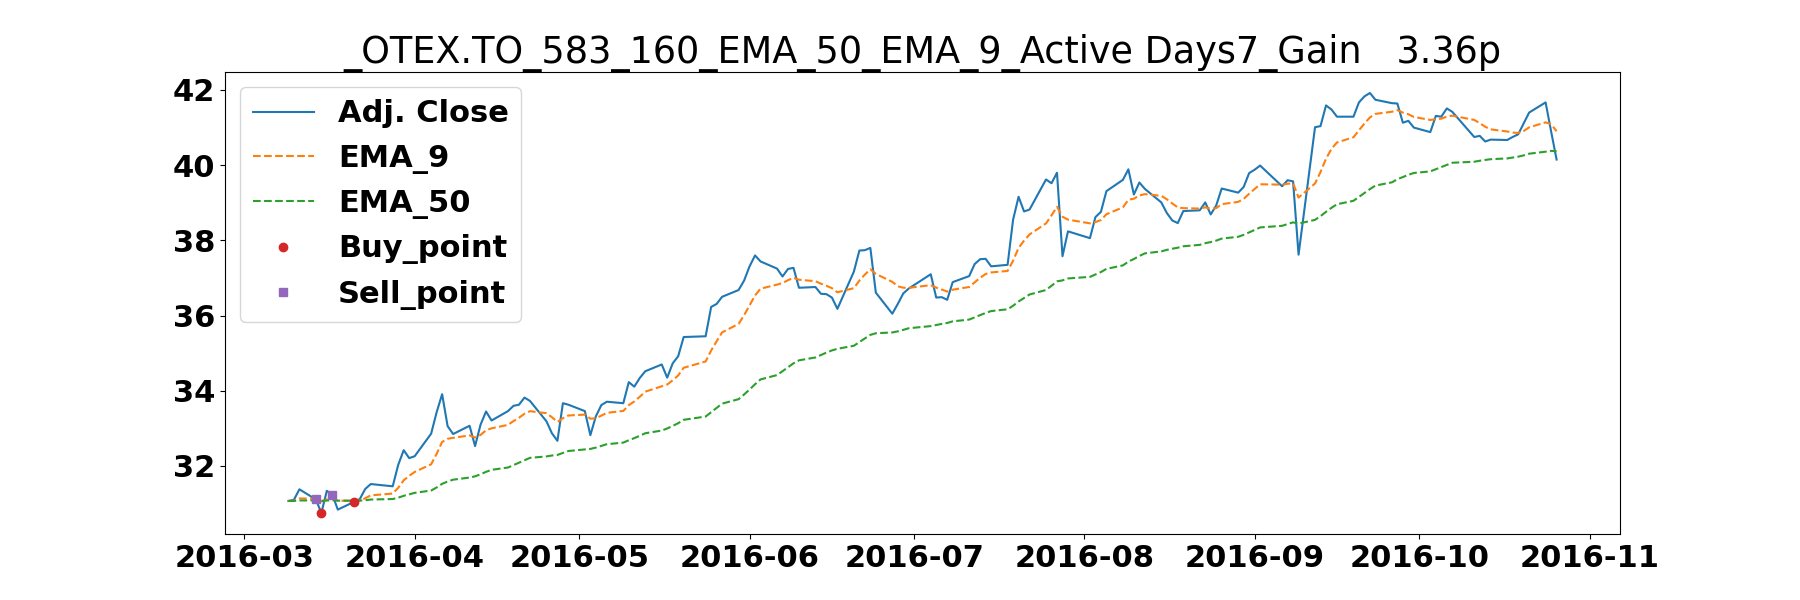 _OTEX.TO_583_160_EMA_50_EMA_9_Active Days7_Gain   3.36p
42
40
38
36
34
32
Adj. Close
EMA_9
EMA_50
Buy_point
Sell_point
2016-03 2016-04 2016-05 2016-06 2016-07 2016-08 2016-09 2016-10 2016-11